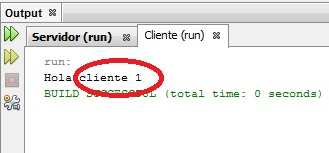 Output
Servidor (run)
Cliente (run)
run:
Hola cliente 1
BUILD SUCCESSFUL (total time: 0 seconds)